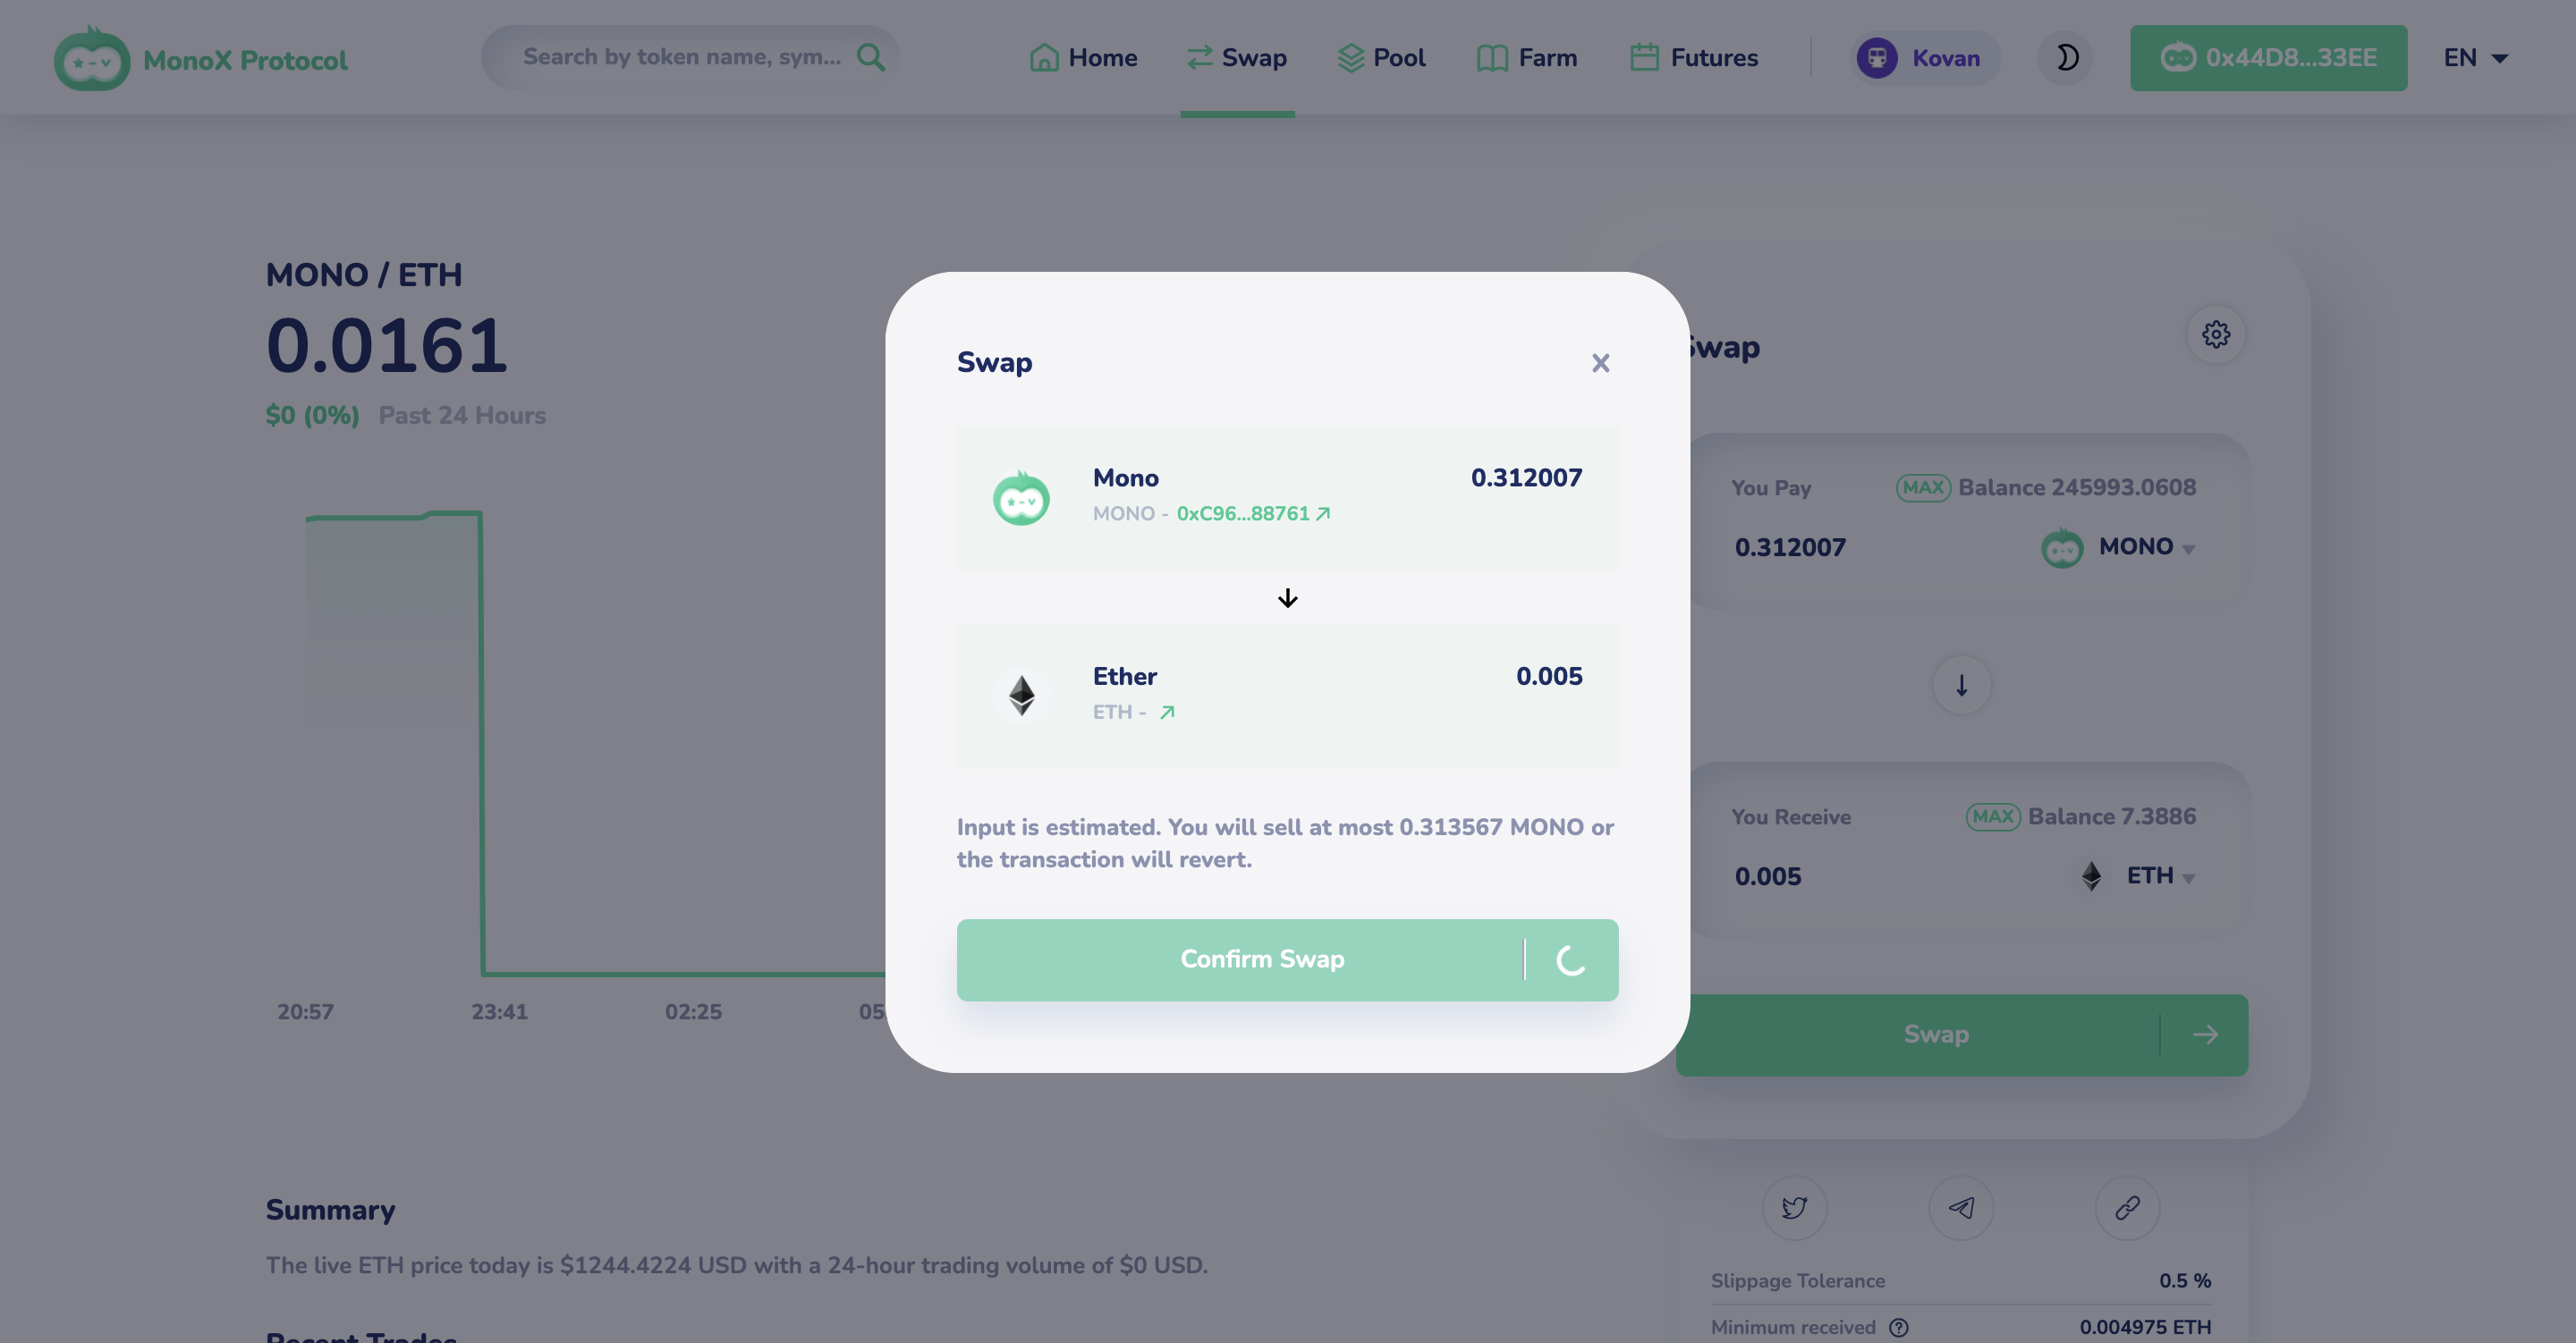 MonoX Protocol
Search by token name, sym...
Home
Swap
Pool
Farm
Futures
Kovan
0x44D8...33EE
EN
MONO / ETH
0.0161
$0 (0%) Past 24 Hours
20:57 23:41 02:25 05
Swap
Mono 0.312007
MONO - 0xC96...88761
Ether 0.005
ETH -
Input is estimated. You will sell at most 0.313567 MONO or
the transaction will revert.
Confirm Swap
Swap
You Pay MAX Balance 245993.0608
0.312007 MONO
You Receive MAX Balance 7.3886
0.005 ETH
Swap
Summary
The live ETH price today is $1244.4224 USD with a 24-hour trading volume of $0 USD.
Recent Trades
Slippage Tolerance 0.5 %
Minimum received 0.004975 ETH